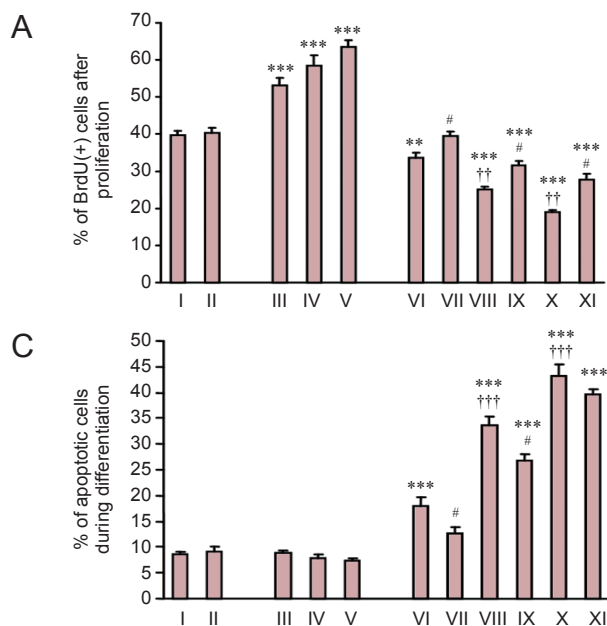 A
% of BrdU(+) cells after
proliferation
70
60
50
40
30
20
10
0
*** *** ***
** # *** †† *** # *** †† *** #
I II III IV V VI VII VIII IX X XI
C
% of apoptotic cells
during differentiation
50
45
40
35
30
25
20
15
10
5
0
*** # *** ††† *** # *** ††† ***
I II III IV V VI VII VIII IX X XI